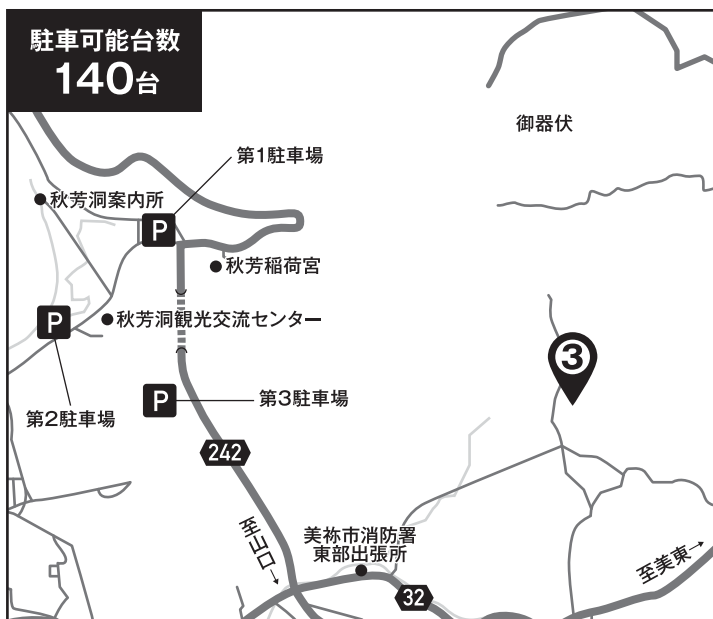 駐車可能台数
140台
御器伏
第1駐車場
秋芳洞案内所
P
秋芳稲荷宮
P
秋芳洞観光交流センター
3
P
第3駐車場
第2駐車場
242
至山口→
美祢市消防署
東部出張所
至美東→
32